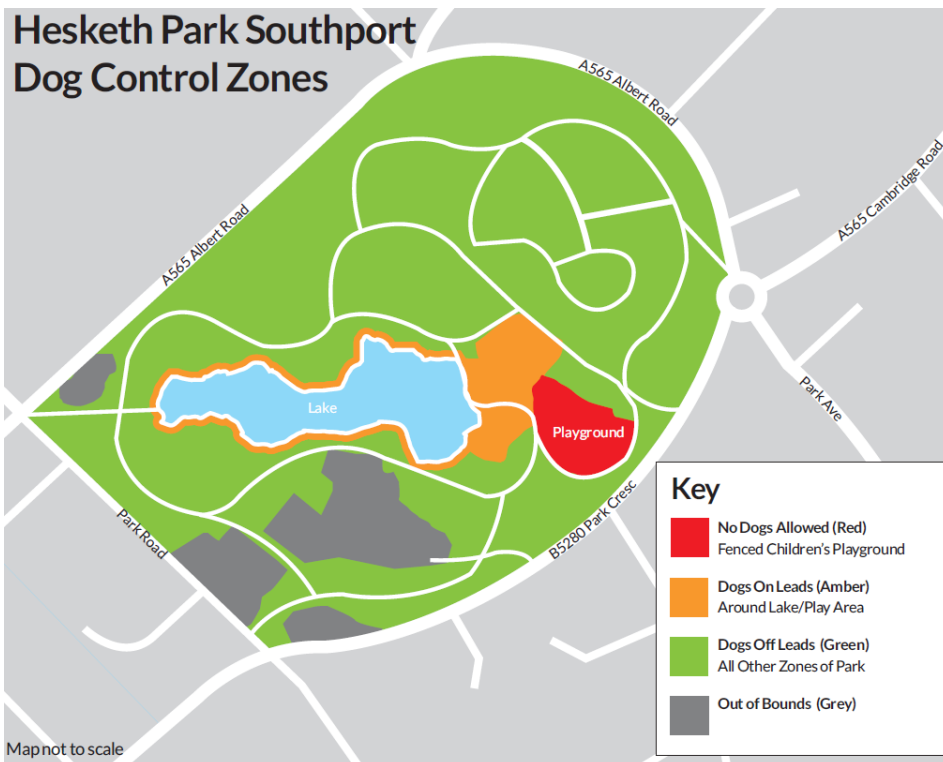 Hesketh Park Southport
Dog Control Zones
A565 Albert Road
A565 Albert Road
A565 Cambridge Road
Park Ave
Lake
Playground
Park Road
B5280 Park Cresc
Key
No Dogs Allowed (Red)
Fenced Children's Playground
Dogs On Leads (Amber)
Around Lake/Play Area
Dogs Off Leads (Green)
All Other Zones of Park
Out of Bounds (Grey)
Map not to scale